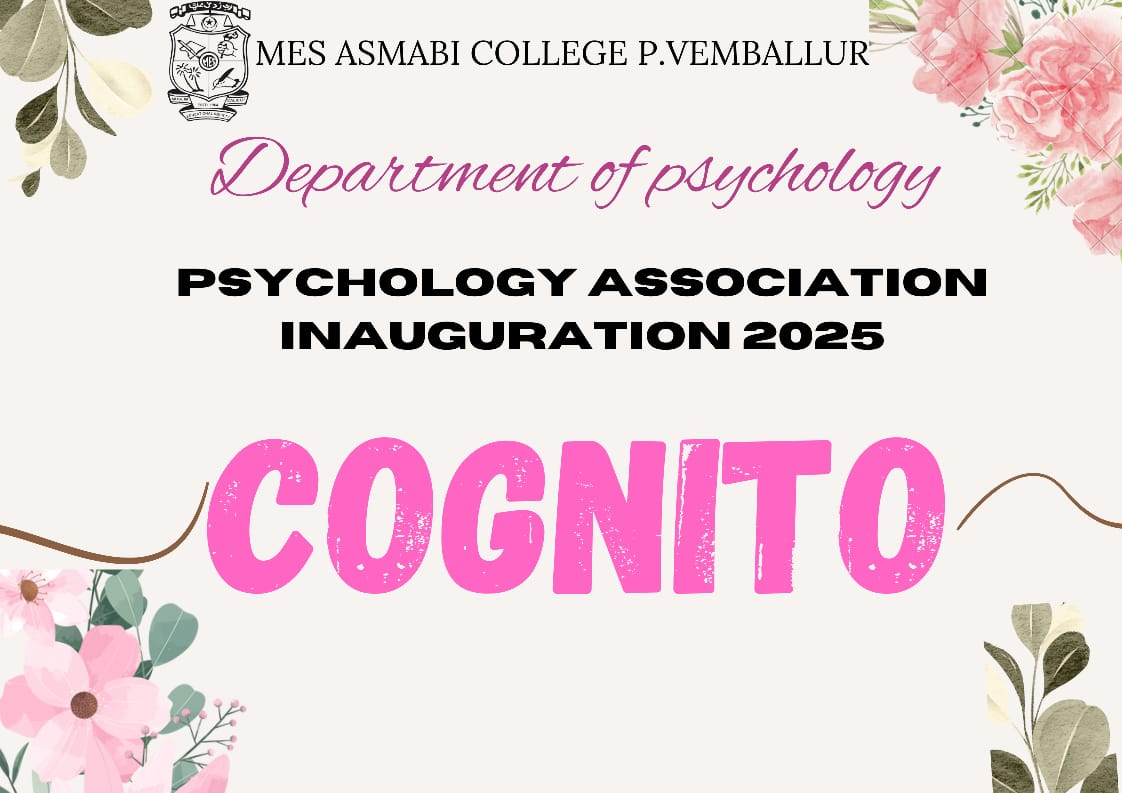 MES ASMABI COLLEGE P.VEMBALLUR
Department of psychology
PSYCHOLOGY ASSOCIATION
INAUGURATION 2025
COGNITO